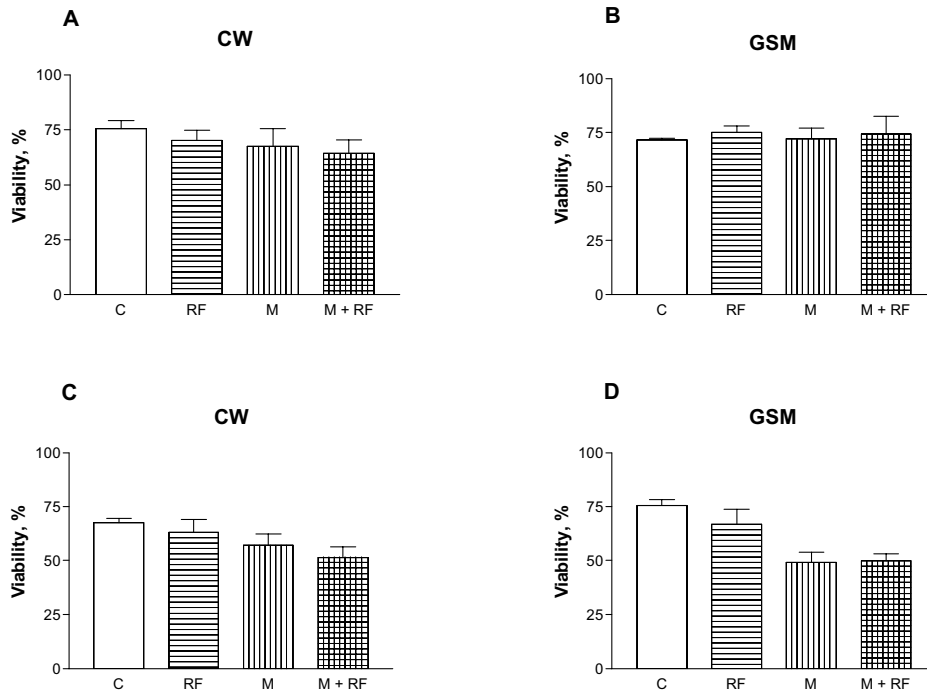 A
CW
Viability, %
100
75
50
25
0
C RF M M + RF
B
GSM
Viability, %
100
75
50
25
0
C RF M M + RF
C
CW
Viability, %
100
75
50
25
0
C RF M M + RF
D
GSM
Viability, %
100
75
50
25
0
C RF M M + RF